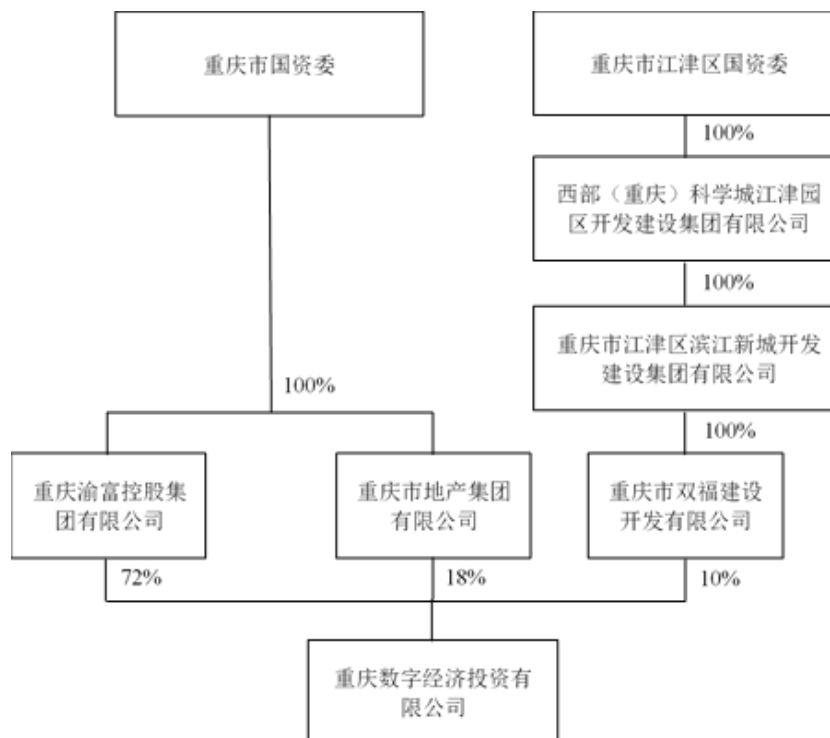 重庆市国资委
重庆市江津区国资委
100%
西部（重庆）科学城江津园
区开发建设集团有限公司
100%
重庆市江津区滨江新城开发
建设集团有限公司
100%
100%
重庆渝富控股集
团有限公司
重庆市地产集团
有限公司
重庆市双福建设
开发有限公司
72%
18%
10%
重庆数字经济投资有
限公司